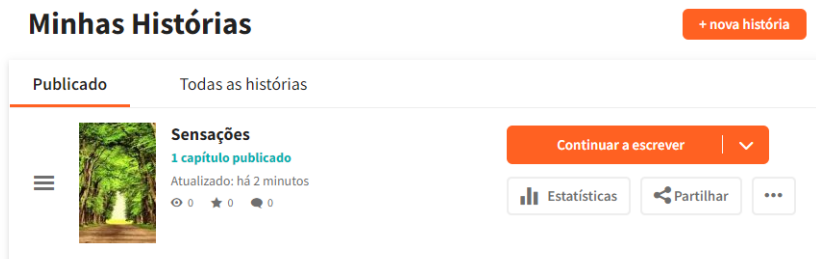 Minhas Histórias
+ nova história
Publicado
Todas as histórias
Sensações
1 capítulo publicado
Atualizado: há 2 minutos
0 0 0
Continuar a escrever
Estatísticas
Partilhar